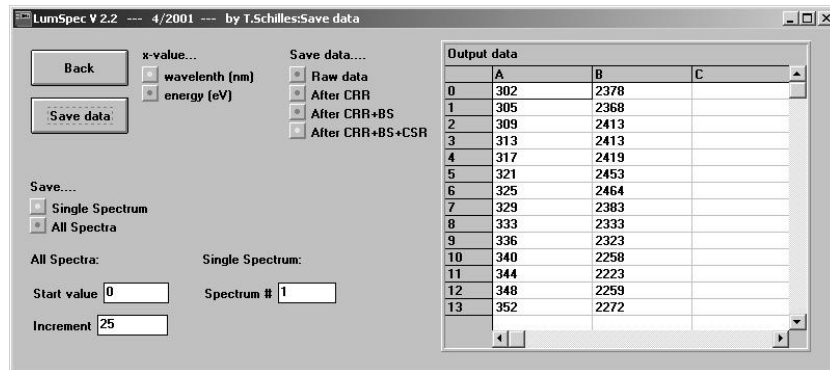 LumSpec V 2.2 --- 4/2001 --- by T.Schilles:Save data
Back
Save data
x-value...
wavelenth (nm)
energy (eV)
Save data....
Raw data
After CRR
After CRR+BS
After CRR+BS+CSR
Save....
Single Spectrum
All Spectra
All Spectra:
Start value 0
Increment 25
Single Spectrum:
Spectrum # 1
Output data
A B C
0 302 2378
1 305 2368
2 309 2413
3 313 2413
4 317 2419
5 321 2453
6 325 2464
7 329 2383
8 333 2333
9 336 2323
10 340 2258
11 344 2223
12 348 2259
13 352 2272